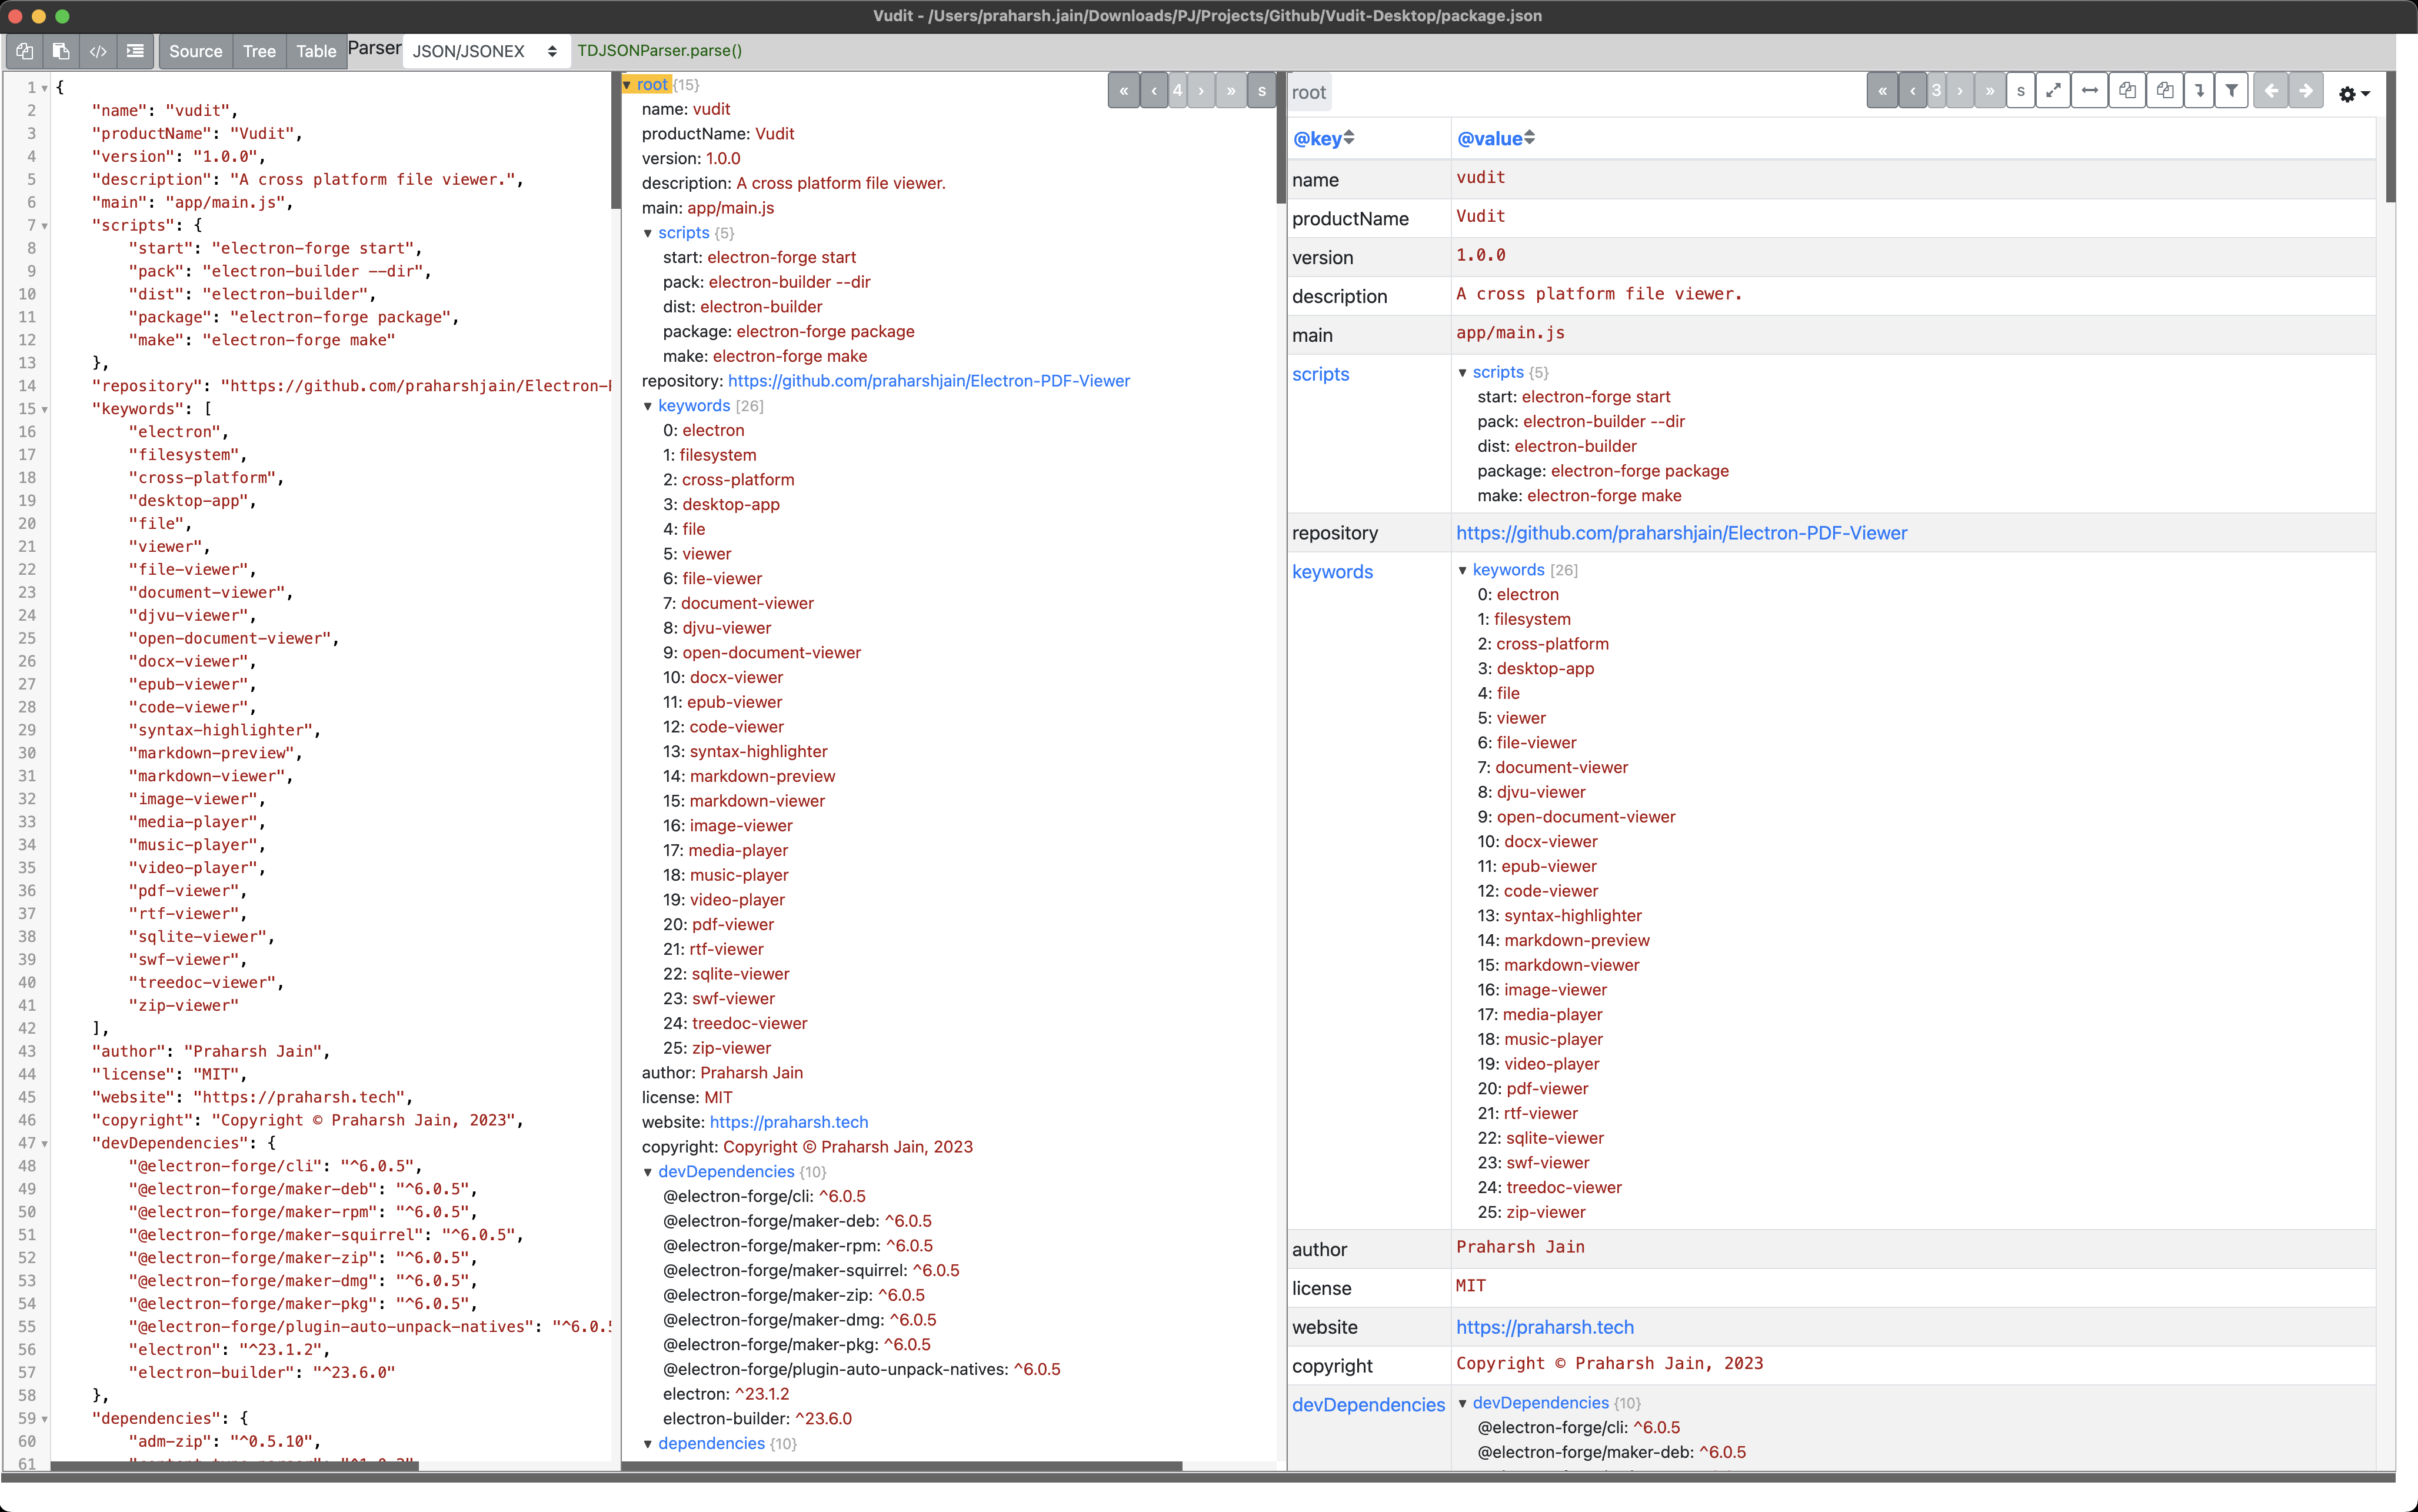 Vudit - /Users/praharsh.jain/Downloads/PJ/Projects/Github/Vudit-Desktop/package.json
Source Tree Table Parser JSON/JSONEX TDJSONParser.parse()
1 {
2 "name": "vudit",
3 "productName": "Vudit",
4 "version": "1.0.0",
5 "description": "A cross platform file viewer.",
6 "main": "app/main.js",
7 "scripts": {
8 "start": "electron-forge start",
9 "pack": "electron-builder --dir",
10 "dist": "electron-builder",
11 "package": "electron-forge package",
12 "make": "electron-forge make"
13 },
14 "repository": "https://github.com/praharshjain/Electron-
15 "keywords": [
16 "electron",
17 "filesystem",
18 "cross-platform",
19 "desktop-app",
20 "file",
21 "viewer",
22 "file-viewer",
23 "document-viewer",
24 "djvu-viewer",
25 "open-document-viewer",
26 "docx-viewer",
27 "epub-viewer",
28 "code-viewer",
29 "syntax-highlighter",
30 "markdown-preview",
31 "markdown-viewer",
32 "image-viewer",
33 "media-player",
34 "music-player",
35 "video-player",
36 "pdf-viewer",
37 "rtf-viewer",
38 "sqlite-viewer",
39 "swf-viewer",
40 "treedoc-viewer",
41 "zip-viewer"
42 ],
43 "author": "Praharsh Jain",
44 "license": "MIT",
45 "website": "https://praharsh.tech",
46 "copyright": "Copyright © Praharsh Jain, 2023",
47 "devDependencies": {
48 "@electron-forge/cli": "^6.0.5",
49 "@electron-forge/maker-deb": "^6.0.5",
50 "@electron-forge/maker-rpm": "^6.0.5",
51 "@electron-forge/maker-squirrel": "^6.0.5",
52 "@electron-forge/maker-zip": "^6.0.5",
53 "@electron-forge/maker-dmg": "^6.0.5",
54 "@electron-forge/maker-pkg": "^6.0.5",
55 "@electron-forge/plugin-auto-unpack-natives": "^6.0.5
56 "electron": "^23.1.2",
57 "electron-builder": "^23.6.0"
58 },
59 "dependencies": {
60 "adm-zip": "^0.5.10",
61
root {15} « ‹ 4 › » s
name: vudit
productName: Vudit
version: 1.0.0
description: A cross platform file viewer.
main: app/main.js
scripts {5}
start: electron-forge start
pack: electron-builder --dir
dist: electron-builder
package: electron-forge package
make: electron-forge make
repository: https://github.com/praharshjain/Electron-PDF-Viewer
keywords [26]
0: electron
1: filesystem
2: cross-platform
3: desktop-app
4: file
5: viewer
6: file-viewer
7: document-viewer
8: djvu-viewer
9: open-document-viewer
10: docx-viewer
11: epub-viewer
12: code-viewer
13: syntax-highlighter
14: markdown-preview
15: markdown-viewer
16: image-viewer
17: media-player
18: music-player
19: video-player
20: pdf-viewer
21: rtf-viewer
22: sqlite-viewer
23: swf-viewer
24: treedoc-viewer
25: zip-viewer
author: Praharsh Jain
license: MIT
website: https://praharsh.tech
copyright: Copyright © Praharsh Jain, 2023
devDependencies {10}
@electron-forge/cli: ^6.0.5
@electron-forge/maker-deb: ^6.0.5
@electron-forge/maker-rpm: ^6.0.5
@electron-forge/maker-squirrel: ^6.0.5
@electron-forge/maker-zip: ^6.0.5
@electron-forge/maker-dmg: ^6.0.5
@electron-forge/maker-pkg: ^6.0.5
@electron-forge/plugin-auto-unpack-natives: ^6.0.5
electron: ^23.1.2
electron-builder: ^23.6.0
dependencies {10}
root « ‹ 3 › » s
@key @value
name vudit
productName Vudit
version 1.0.0
description A cross platform file viewer.
main app/main.js
scripts scripts {5}
start: electron-forge start
pack: electron-builder --dir
dist: electron-builder
package: electron-forge package
make: electron-forge make
repository https://github.com/praharshjain/Electron-PDF-Viewer
keywords keywords [26]
0: electron
1: filesystem
2: cross-platform
3: desktop-app
4: file
5: viewer
6: file-viewer
7: document-viewer
8: djvu-viewer
9: open-document-viewer
10: docx-viewer
11: epub-viewer
12: code-viewer
13: syntax-highlighter
14: markdown-preview
15: markdown-viewer
16: image-viewer
17: media-player
18: music-player
19: video-player
20: pdf-viewer
21: rtf-viewer
22: sqlite-viewer
23: swf-viewer
24: treedoc-viewer
25: zip-viewer
author Praharsh Jain
license MIT
website https://praharsh.tech
copyright Copyright © Praharsh Jain, 2023
devDependencies devDependencies {10}
@electron-forge/cli: ^6.0.5
@electron-forge/maker-deb: ^6.0.5